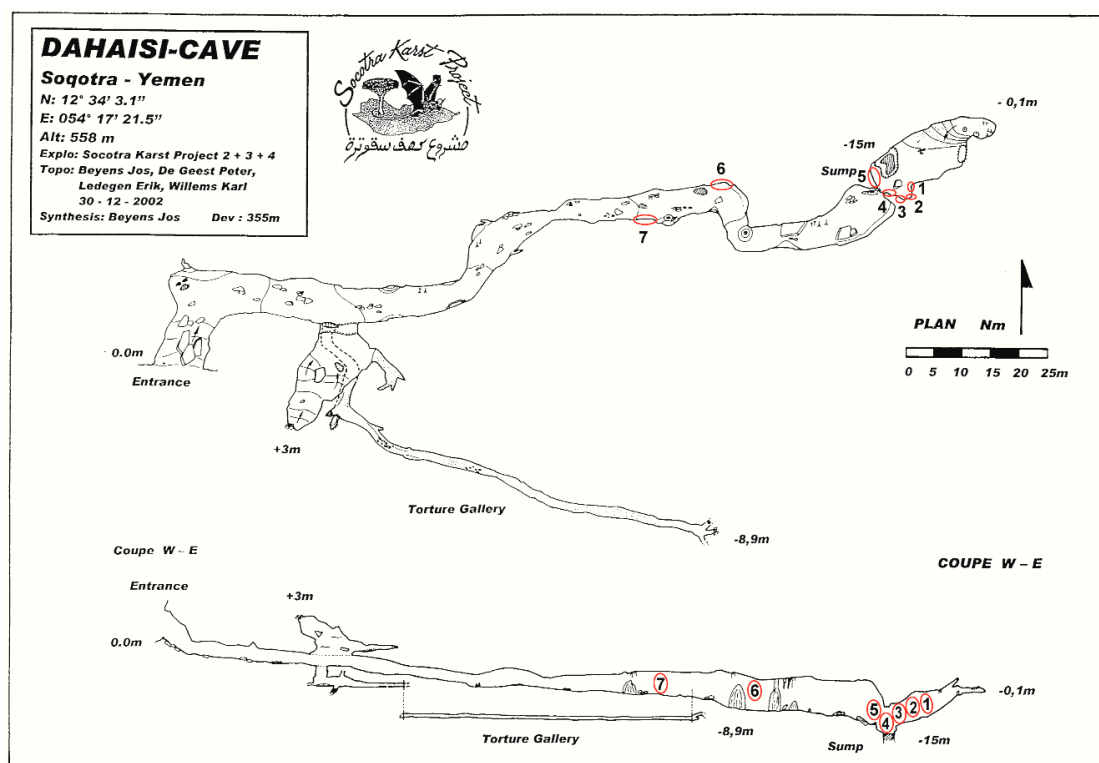 DAHAISI-CAVE
Soqotra - Yemen
N: 12° 34' 3.1”
E: 054° 17' 21.5”
Alt: 558 m
Explo: Socotra Karst Project 2 + 3 + 4
Topo: Beyens Jos, De Geest Peter,
Ledegen Erik, Willems Karl
30 - 12 - 2002
Synthesis: Beyens Jos Dev : 355m
Socotra Karst Project
مشروع كهف سقوترة
- 0,1m
-15m
Sump
5
1
4
3
2
6
7
PLAN Nm
0 5 10 15 20 25m
0.0m
Entrance
+3m
Torture Gallery
-8,9m
Coupe W – E
COUPE W – E
Entrance
+3m
0.0m
7
6
5
4
3
2
1
-0,1m
Torture Gallery
-8,9m
Sump
-15m